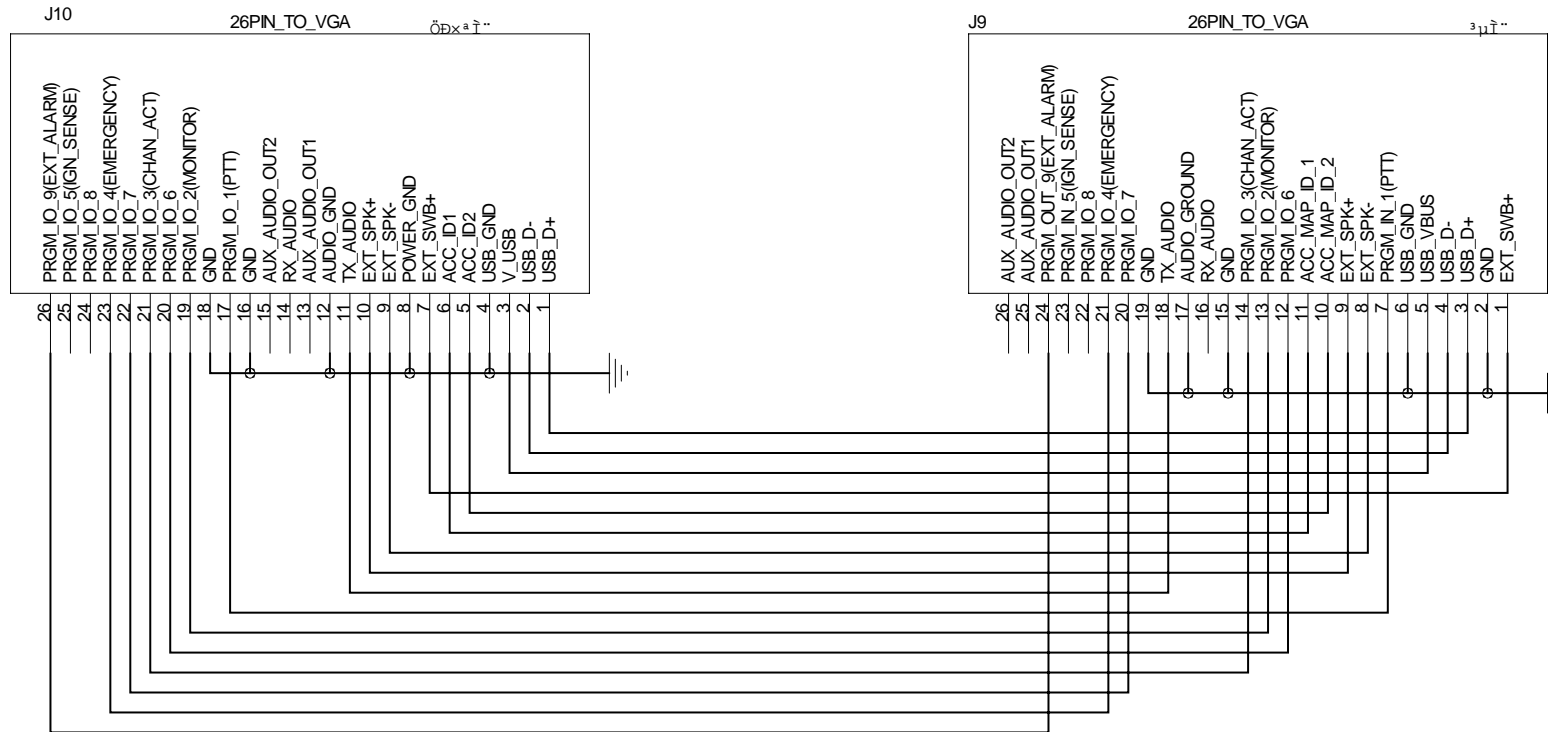 J10
26PIN_TO_VGA
ÖÐ×ªÌ¨
PRGM_IO_9(EXT_ALARM)
PRGM_IO_5(IGN_SENSE)
PRGM_IO_8
PRGM_IO_4(EMERGENCY)
PRGM_IO_7
PRGM_IO_3(CHAN_ACT)
PRGM_IO_6
PRGM_IO_2(MONITOR)
GND
PRGM_IO_1(PTT)
GND
AUX_AUDIO_OUT2
RX_AUDIO
AUX_AUDIO_OUT1
AUDIO_GND
TX_AUDIO
EXT_SPK+
EXT_SPK-
POWER_GND
EXT_SWB+
ACC_ID1
ACC_ID2
USB_GND
V_USB
USB_D-
USB_D+
26
25
24
23
22
21
20
19
18
17
16
15
14
13
12
11
10
9
8
7
6
5
4
3
2
1
J9
26PIN_TO_VGA
³µÌ¨
AUX_AUDIO_OUT2
AUX_AUDIO_OUT1
PRGM_OUT_9(EXT_ALARM)
PRGM_IN_5(IGN_SENSE)
PRGM_IO_8
PRGM_IO_4(EMERGENCY)
PRGM_IO_7
GND
TX_AUDIO
AUDIO_GROUND
RX_AUDIO
GND
PRGM_IO_3(CHAN_ACT)
PRGM_IO_2(MONITOR)
PRGM_IO_6
ACC_MAP_ID_1
ACC_MAP_ID_2
EXT_SPK+
EXT_SPK-
PRGM_IN_1(PTT)
USB_GND
USB_VBUS
USB_D-
USB_D+
GND
EXT_SWB+
26
25
24
23
22
21
20
19
18
17
16
15
14
13
12
11
10
9
8
7
6
5
4
3
2
1